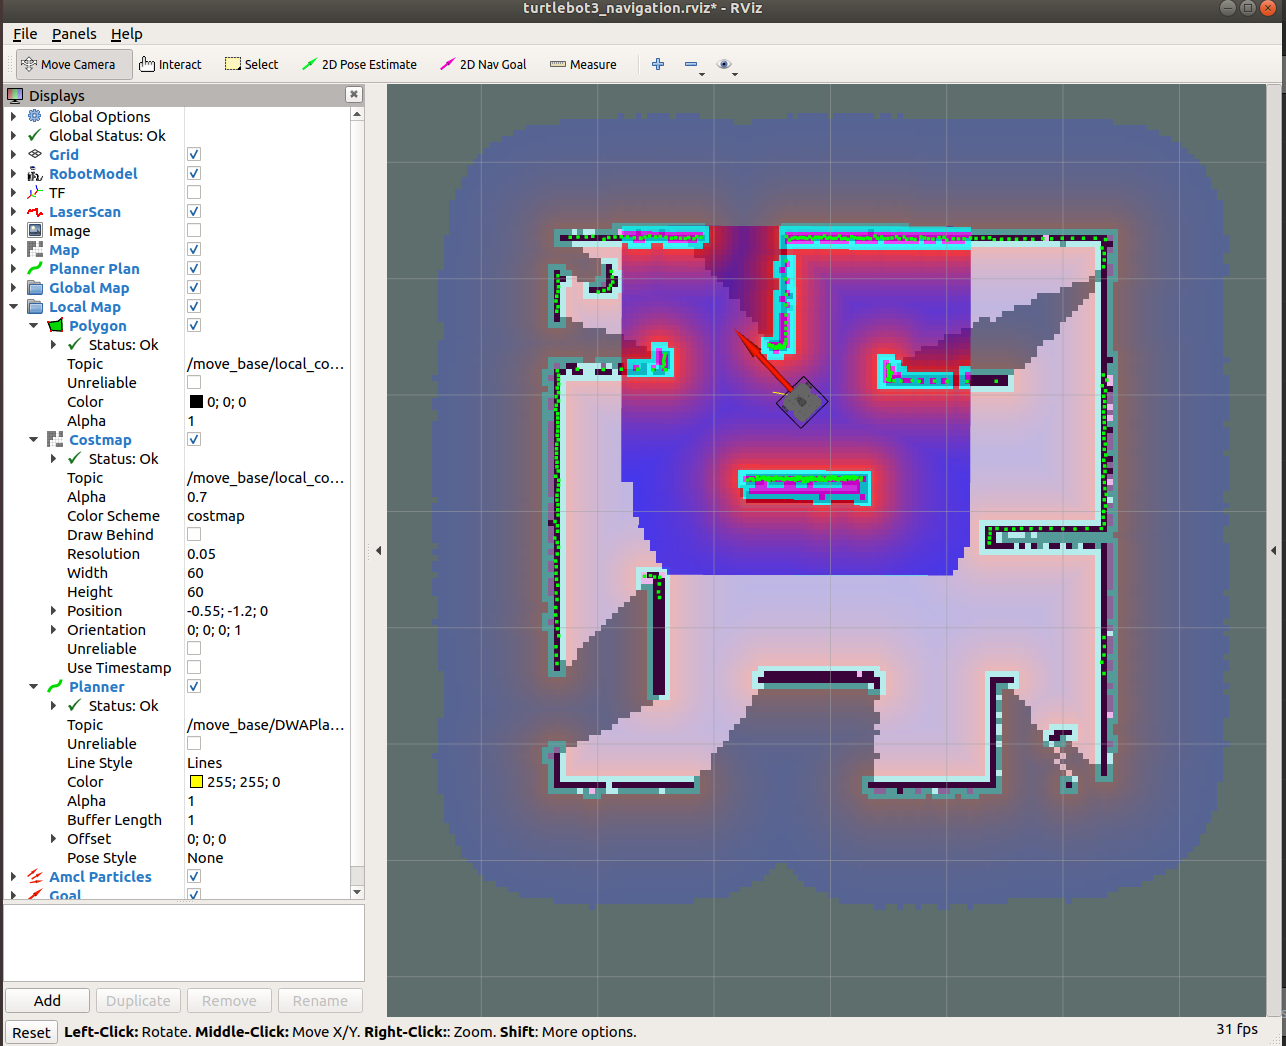 turtlebot3_navigation.rviz* - RViz
File Panels Help
Move Camera Interact Select 2D Pose Estimate 2D Nav Goal Measure
Displays
Global Options
Global Status: Ok
Grid
RobotModel
TF
LaserScan
Image
Map
Planner Plan
Global Map
Local Map
Polygon
Status: Ok
Topic /move_base/local_co...
Unreliable
Color 0; 0; 0
Alpha 1
Costmap
Status: Ok
Topic /move_base/local_co...
Alpha 0.7
Color Scheme costmap
Draw Behind
Resolution 0.05
Width 60
Height 60
Position -0.55; -1.2; 0
Orientation 0; 0; 0; 1
Unreliable
Use Timestamp
Planner
Status: Ok
Topic /move_base/DWAPla...
Unreliable
Line Style Lines
Color 255; 255; 0
Alpha 1
Buffer Length 1
Offset 0; 0; 0
Pose Style None
Amcl Particles
Goal
Add Duplicate Remove Rename
Reset Left-Click: Rotate. Middle-Click: Move X/Y. Right-Click:: Zoom. Shift: More options. 31 fps